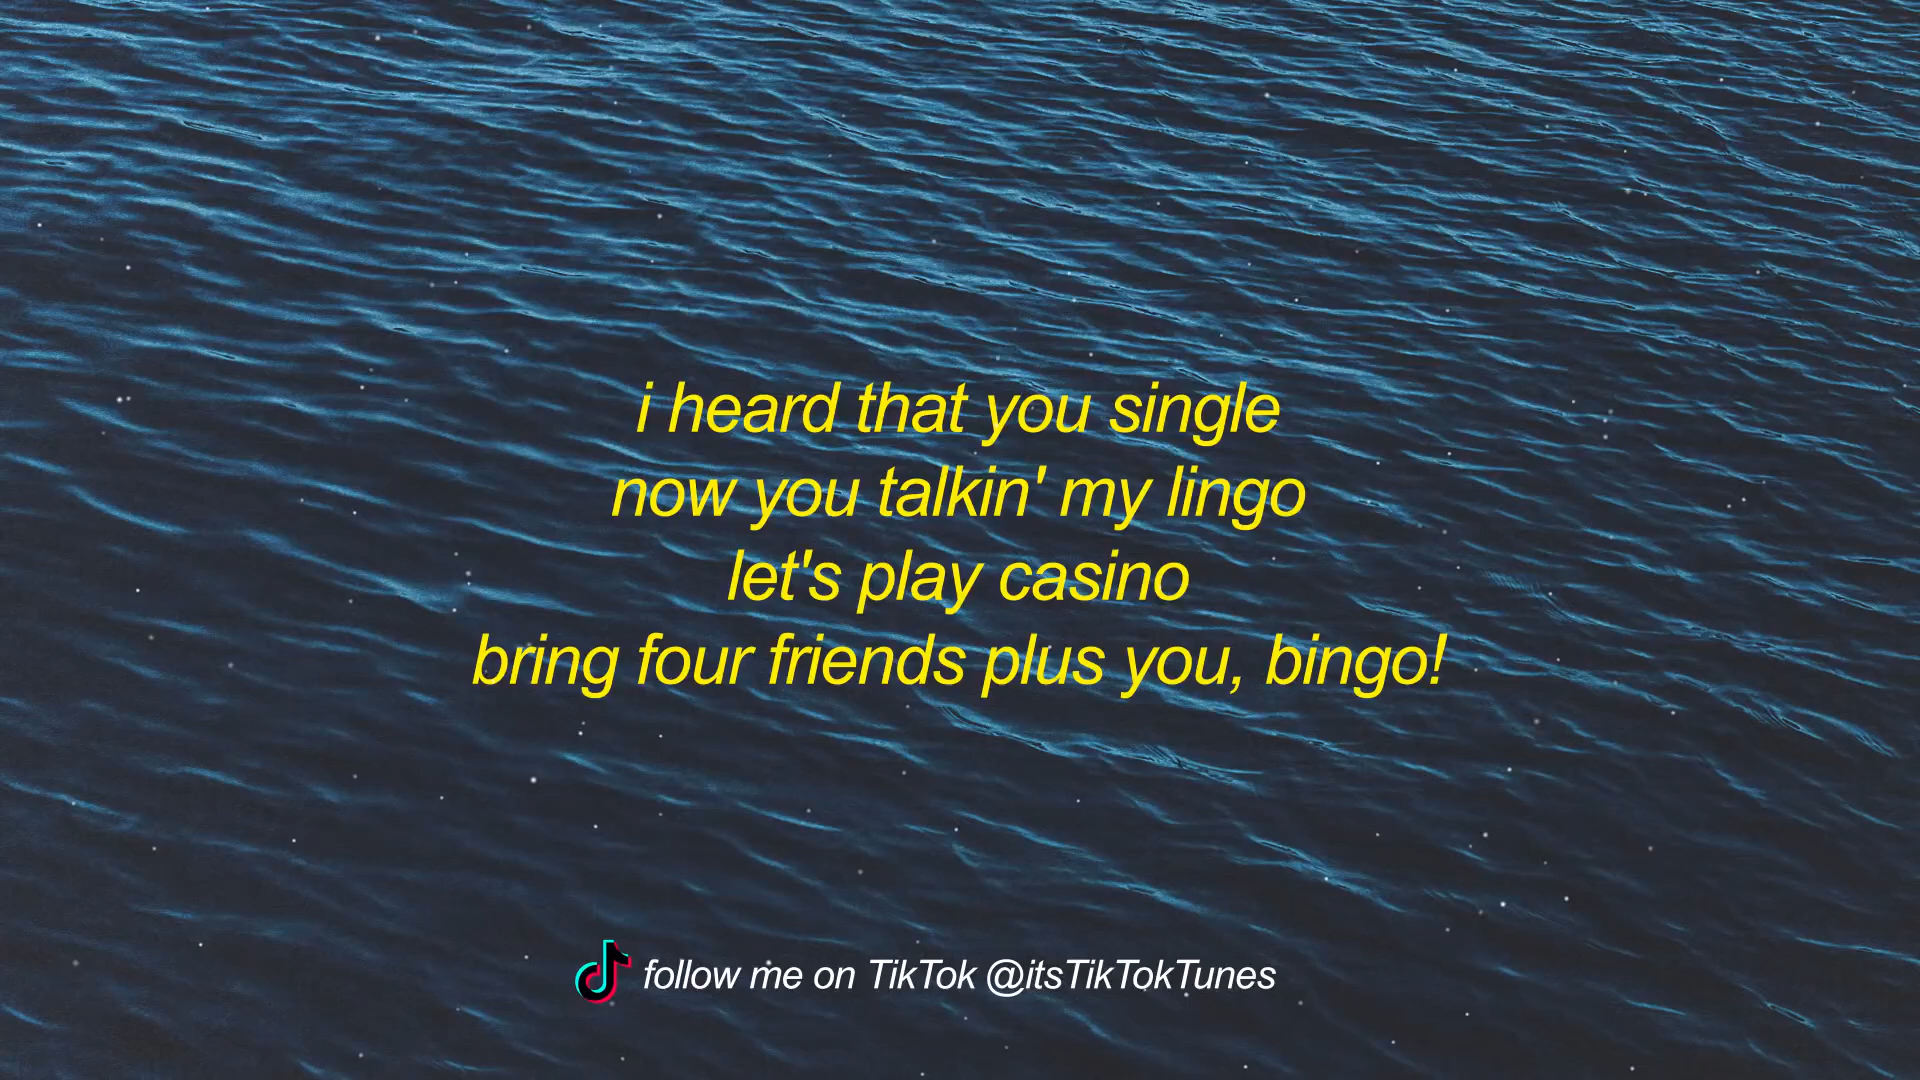 i heard that you single
now you talkin' my lingo
let's play casino
bring four friends plus you, bingo!
follow me on TikTok @itsTikTokTunes